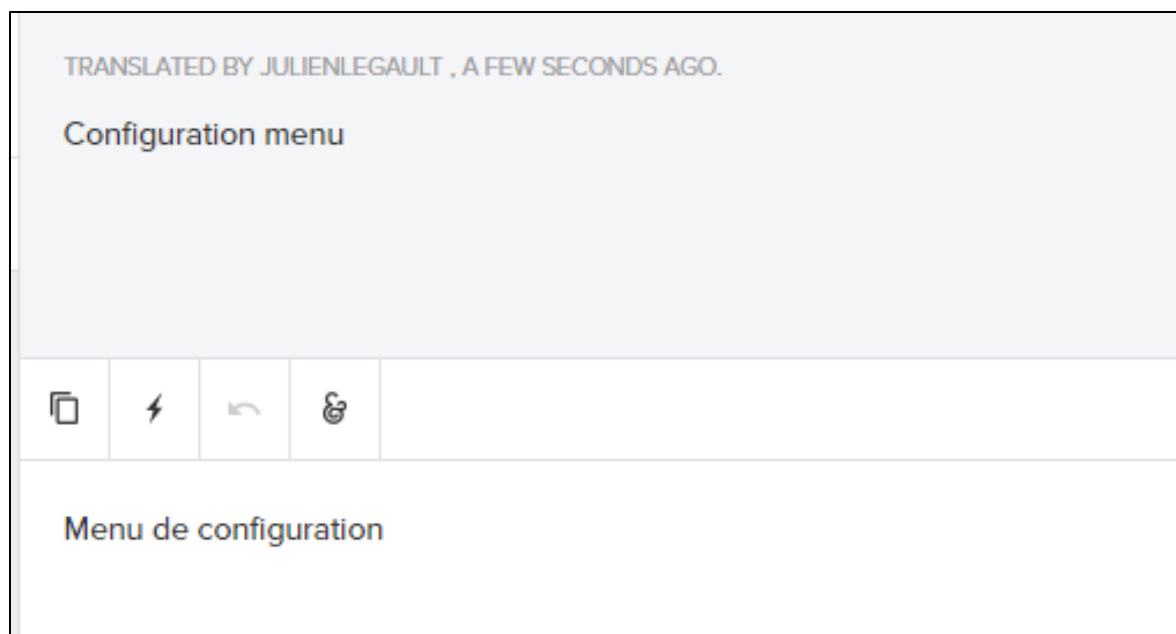 TRANSLATED BY JULIENLEGAULT , A FEW SECONDS AGO.
Configuration menu
&
Menu de configuration